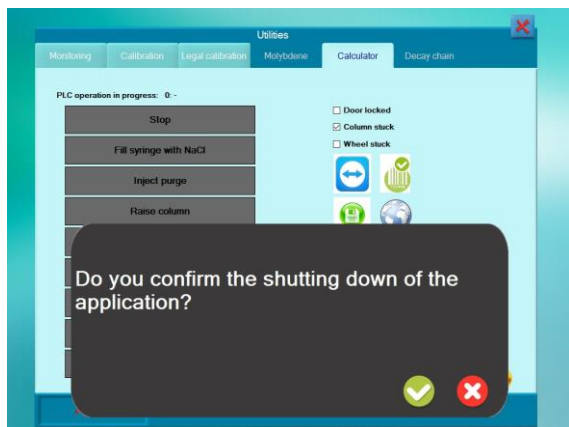 Utilities
Monitoring Calibration Legal calibration Molybdene Calculator Decay chain
PLC operation in progress: 0: -
Stop
Door locked
Column stuck
Fill syringe with NaCl
Wheel stuck
Inject purge
Raise column
Do you confirm the shutting down of the
application?